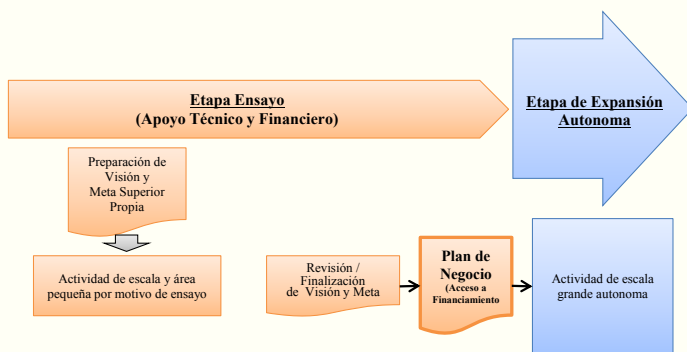 Etapa Ensayo
(Apoyo Técnico y Financiero)
Etapa de Expansión
Autonoma
Preparación de
Visión y
Meta Superior
Propia
Actividad de escala y área
pequeña por motivo de ensayo
Revisión /
Finalización
de Visión y Meta
Plan de
Negocio
(Acceso a
Financiamiento
Actividad de escala
grande autonoma